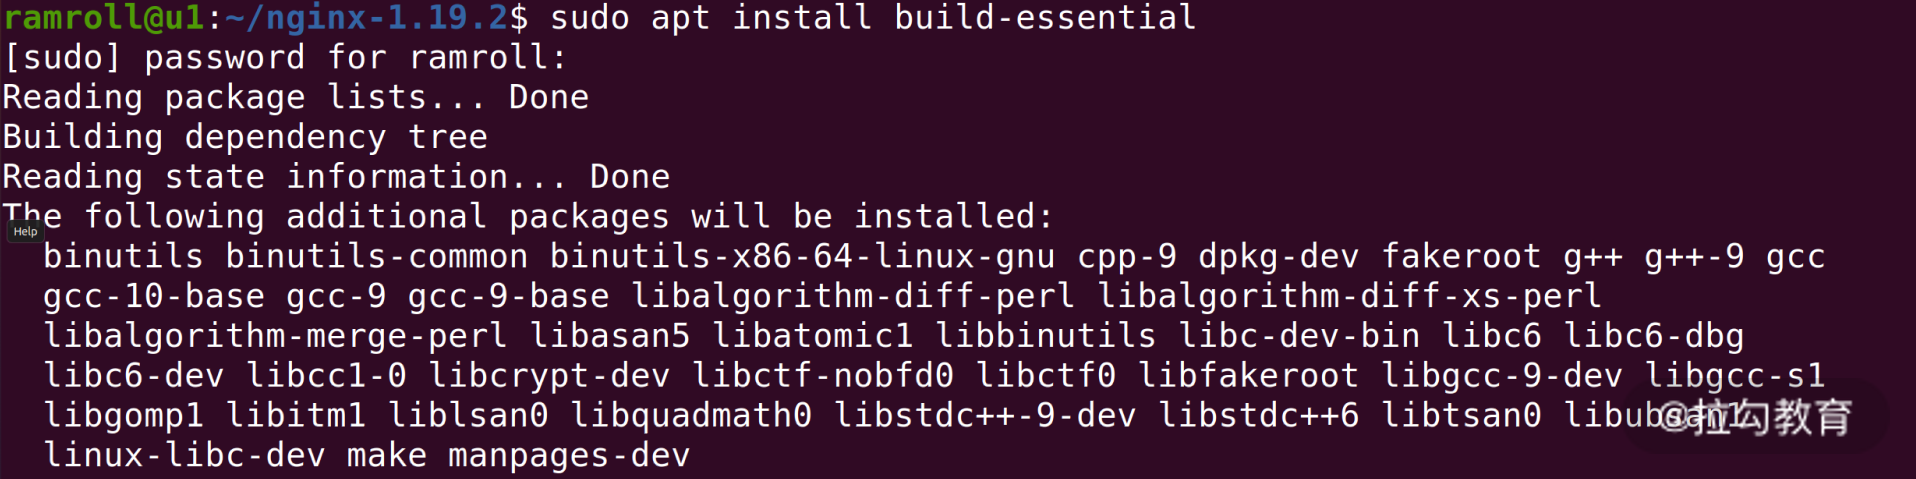 ramroll@u1:~/nginx-1.19.2$ sudo apt install build-essential
[sudo] password for ramroll:
Reading package lists... Done
Building dependency tree
Reading state information... Done
The following additional packages will be installed:
Help
binutils binutils-common binutils-x86-64-linux-gnu cpp-9 dpkg-dev fakeroot g++ g++-9 gcc
gcc-10-base gcc-9 gcc-9-base libalgorithm-diff-perl libalgorithm-diff-xs-perl
libalgorithm-merge-perl libasan5 libatomic1 libbinutils libc-dev-bin libc6 libc6-dbg
libc6-dev libcc1-0 libcrypt-dev libctf-nobfd0 libctf0 libfakeroot libgcc-9-dev libgcc-s1
libgomp1 libitm1 liblsan0 libquadmath0 libstdc++-9-dev libstdc++6 libtsan0 libubsan1
@拉勾教育
linux-libc-dev make manpages-dev